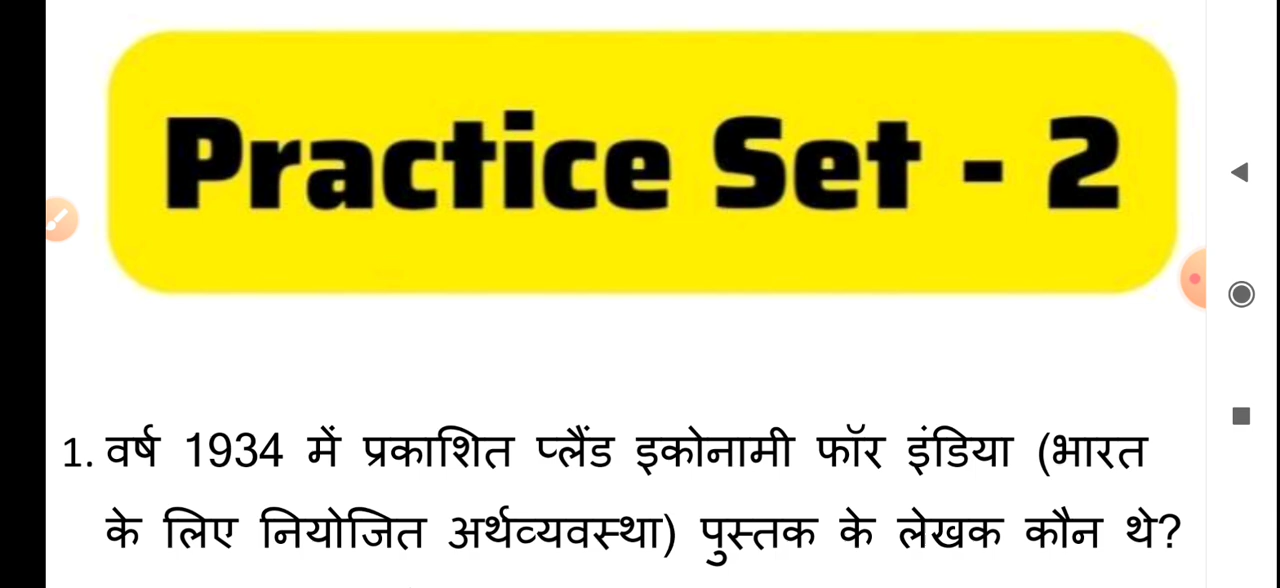 Practice Set - 2
1. वर्ष 1934 में प्रकाशित प्लैंड इकोनामी फॉर इंडिया (भारत
के लिए नियोजित अर्थव्यवस्था) पुस्तक के लेखक कौन थे?